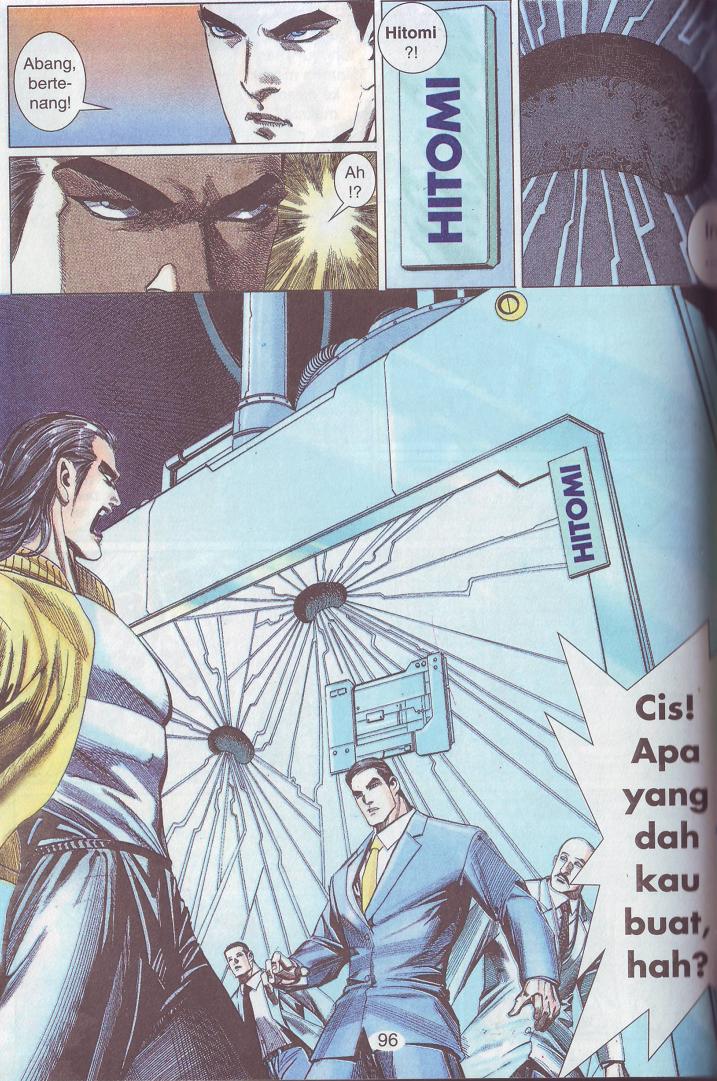 Abang,
berte-
nang!
Hitomi
?!
HITOMI
Ah
!?
HITOMI
Cis!
Apa
yang
dah
kau
buat,
hah?
96